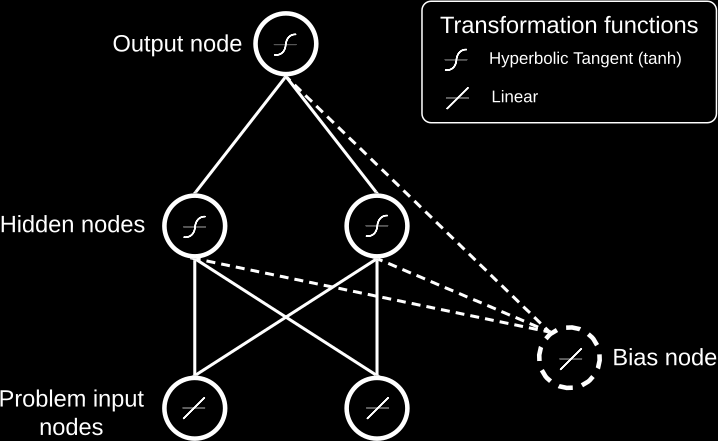 Output node
Transformation functions
Hyperbolic Tangent (tanh)
Linear
Hidden nodes
Bias node
Problem input
nodes